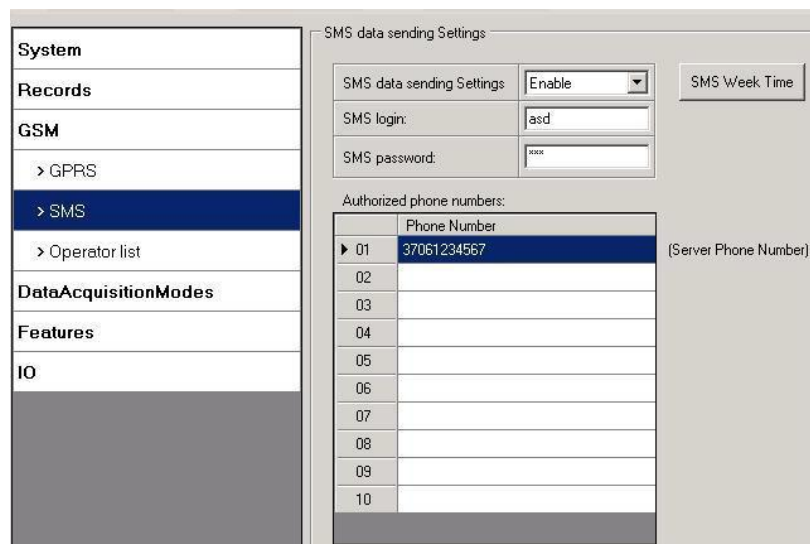 System
Records
GSM
> GPRS
> SMS
> Operator list
DataAcquisitionModes
Features
IO
SMS data sending Settings
SMS data sending Settings Enable SMS Week Time
SMS login: asd
SMS password: xxx
Authorized phone numbers:
Phone Number
01 37061234567 (Server Phone Number)
02
03
04
05
06
07
08
09
10